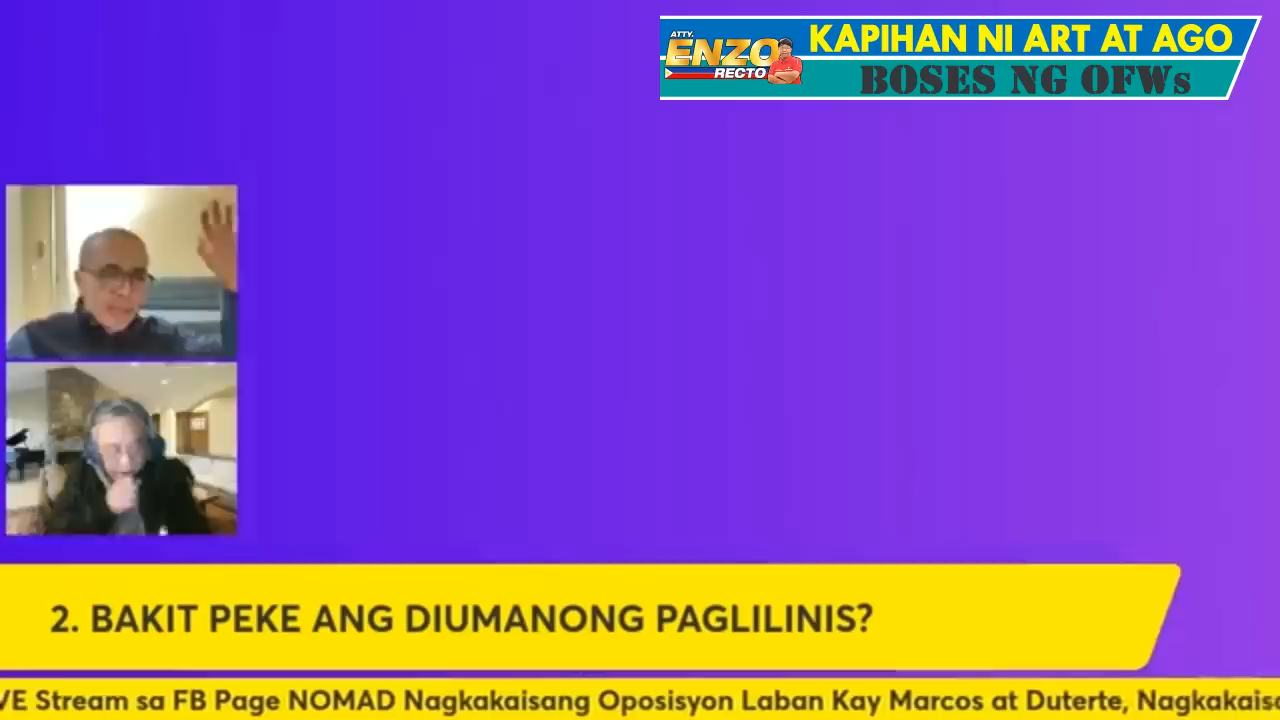 ATTY.
ENZO
RECTO
KAPIHAN NI ART AT AGO
BOSES NG OFWs
2. BAKIT PEKE ANG DIUMANONG PAGLILINIS?
VE Stream sa FB Page NOMAD Nagkakaisang Oposisyon Laban Kay Marcos at Duterte, Nagkakaisa